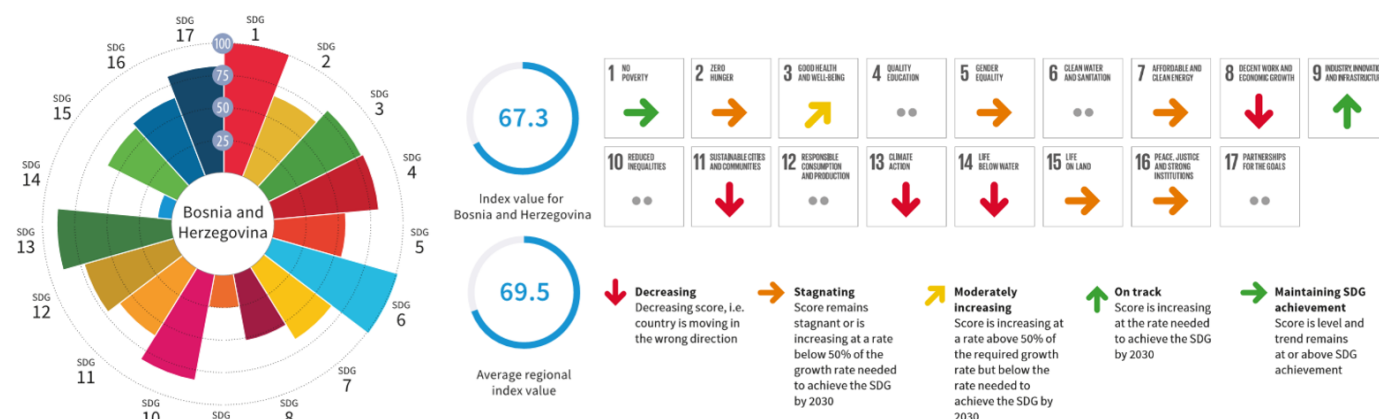 SDG
1
SDG
2
SDG
3
SDG
4
SDG
5
SDG
6
SDG
7
SDG
8
SDG
SDG
10
SDG
11
SDG
12
SDG
13
SDG
14
SDG
15
SDG
16
SDG
17
100
75
50
25
Bosnia and
Herzegovina
67.3
Index value for
Bosnia and Herzegovina
69.5
Average regional
index value
1 NO
POVERTY
2 ZERO
HUNGER
3 GOOD HEALTH
AND WELL-BEING
4 QUALITY
EDUCATION
5 GENDER
EQUALITY
6 CLEAN WATER
AND SANITATION
7 AFFORDABLE AND
CLEAN ENERGY
8 DECENT WORK AND
ECONOMIC GROWTH
9 INDUSTRY, INNOVATIO
AND INFRASTRUCTU
10 REDUCED
INEQUALITIES
11 SUSTAINABLE CITIES
AND COMMUNITIES
12 RESPONSIBLE
CONSUMPTION
AND PRODUCTION
13 CLIMATE
ACTION
14 LIFE
BELOW WATER
15 LIFE
ON LAND
16 PEACE, JUSTICE
AND STRONG
INSTITUTIONS
17 PARTNERSHIPS
FOR THE GOALS
Decreasing
Decreasing score, i.e.
country is moving in
the wrong direction
Stagnating
Score remains
stagnant or is
increasing at a rate
below 50% of the
growth rate needed
to achieve the SDG
by 2030
Moderately
increasing
Score is increasing at
a rate above 50% of
the required growth
rate but below the
rate needed to
achieve the SDG by
2030
On track
Score is increasing
at the rate needed
to achieve the SDG
by 2030
Maintaining SDG
achievement
Score is level and
trend remains
at or above SDG
achievement